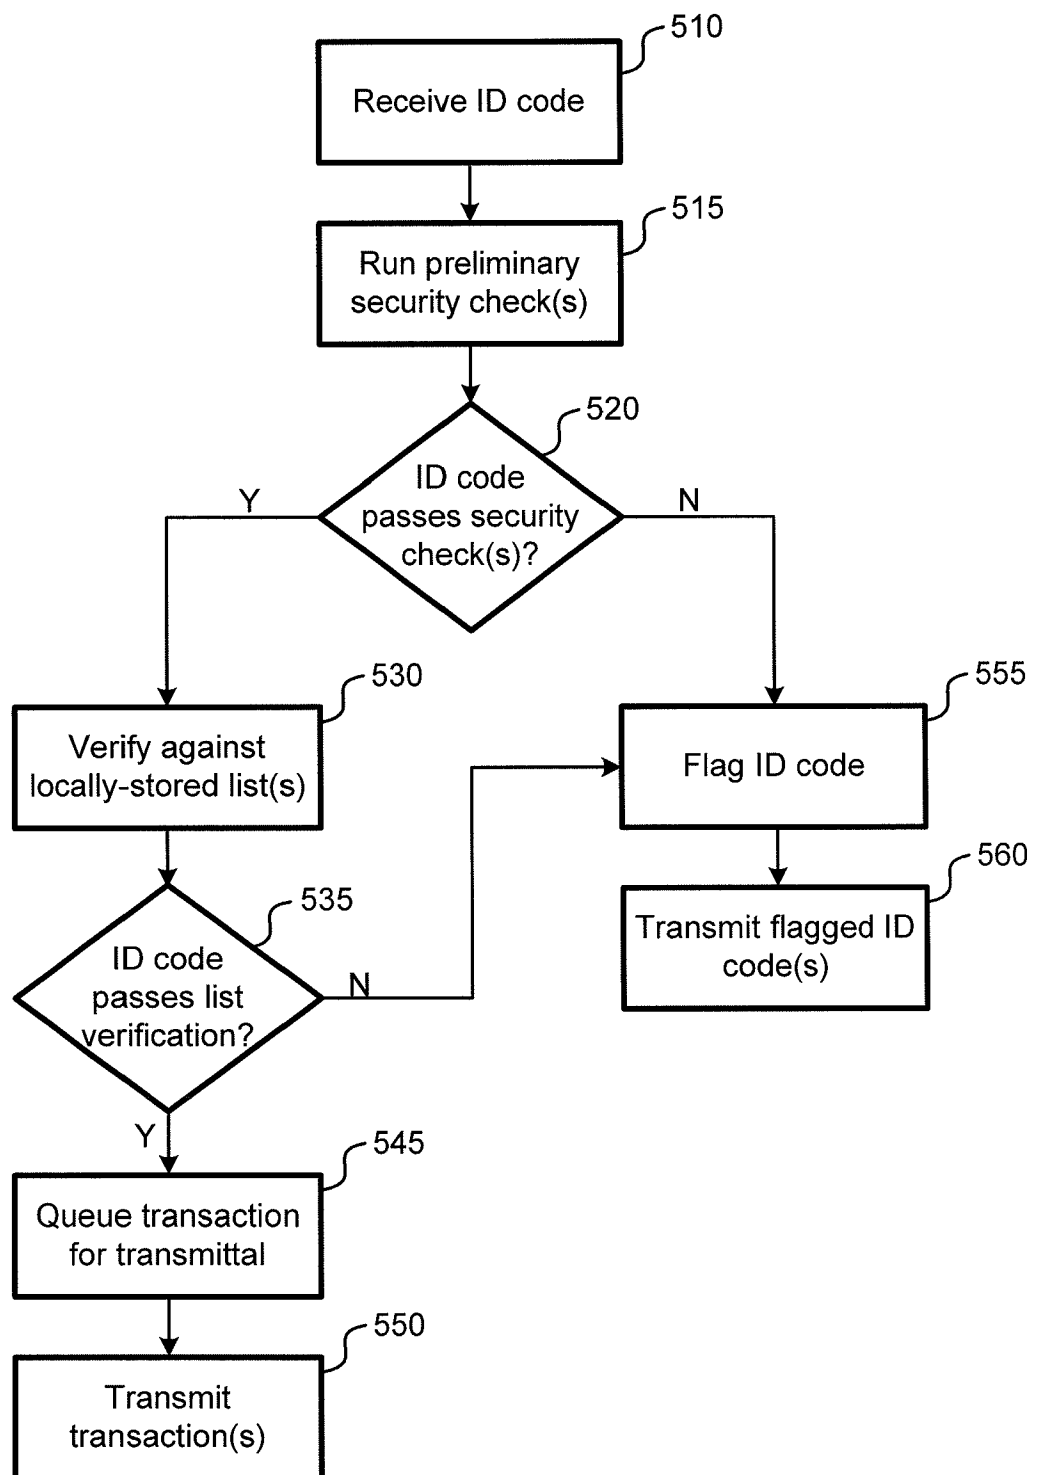 510
Receive ID code
515
Run preliminary
security check(s)
520
ID code
passes security
check(s)?
Y
N
530
Verify against
locally-stored list(s)
555
Flag ID code
535
ID code
passes list
verification?
N
560
Transmit flagged ID
code(s)
Y
545
Queue transaction
for transmittal
550
Transmit
transaction(s)